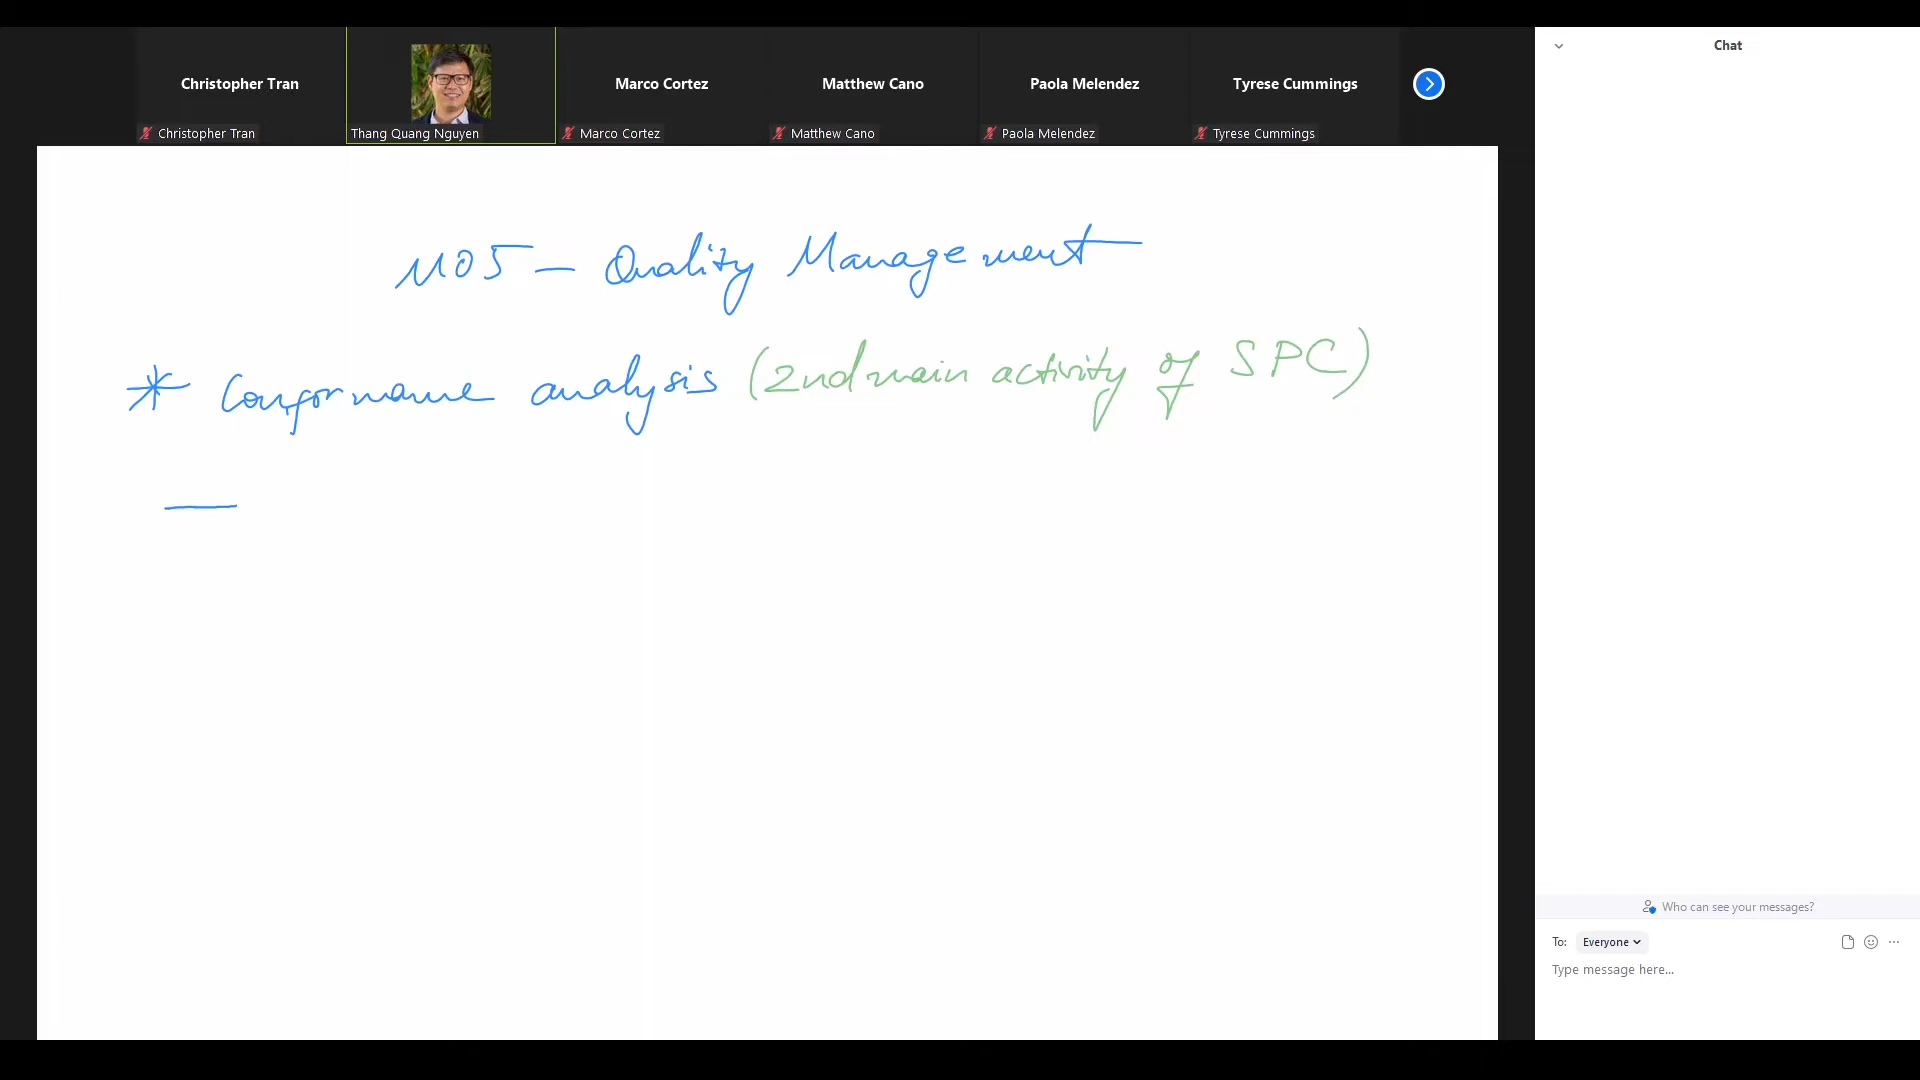 Christopher Tran
Marco Cortez
Matthew Cano
Paola Melendez
Tyrese Cummings
Christopher Tran
Thang Quang Nguyen
Marco Cortez
Matthew Cano
Paola Melendez
Tyrese Cummings
M05 – Quality Management
* Conformance analysis (2nd main activity of SPC)
—
Chat
Who can see your messages?
To: Everyone
Type message here...